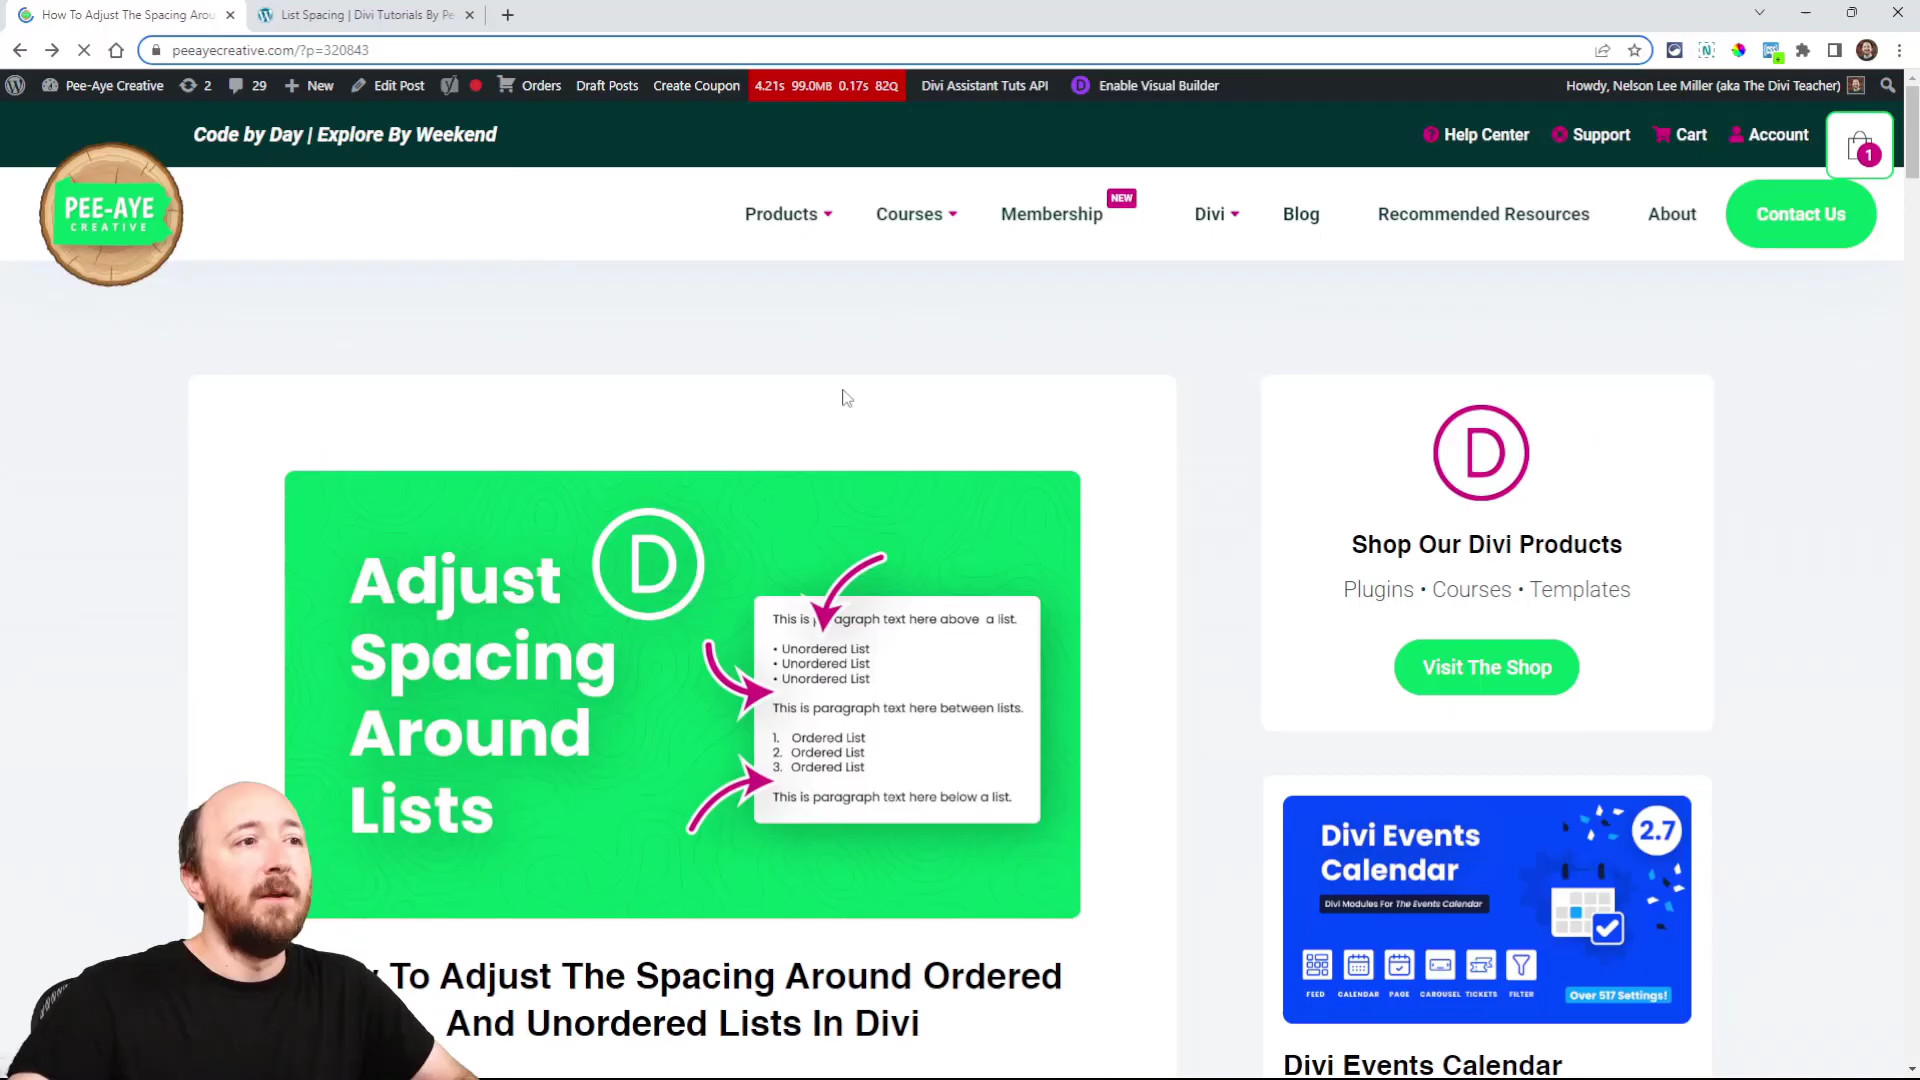 How To Adjust The Spacing Arou
List Spacing | Divi Tutorials By Pe
peeayecreative.com/?p=320843
Pee-Aye Creative
2
29
New
Edit Post
Orders
Draft Posts
Create Coupon
4.21s 99.0MB 0.17s 82Q
Divi Assistant Tuts API
Enable Visual Builder
Howdy, Nelson Lee Miller (aka The Divi Teacher)
Code by Day | Explore By Weekend
Help Center
Support
Cart
Account
1
PEE-AYE
CREATIVE
Products
Courses
Membership
NEW
Divi
Blog
Recommended Resources
About
Contact Us
Adjust
Spacing
Around
Lists
D
This is agraph text here above a list.
• Unordered List
• Unordered List
• Unordered List
This is paragraph text here between lists.
1. Ordered List
2. Ordered List
3. Ordered List
This is paragraph text here below a list.
To Adjust The Spacing Around Ordered
And Unordered Lists In Divi
D
Shop Our Divi Products
Plugins • Courses • Templates
Visit The Shop
Divi Events
Calendar
2.7
Divi Modules For The Events Calendar
FEED
CALENDAR
PAGE
CAROUSEL
TICKETS
FILTER
Over 517 Settings!
Divi Events Calendar